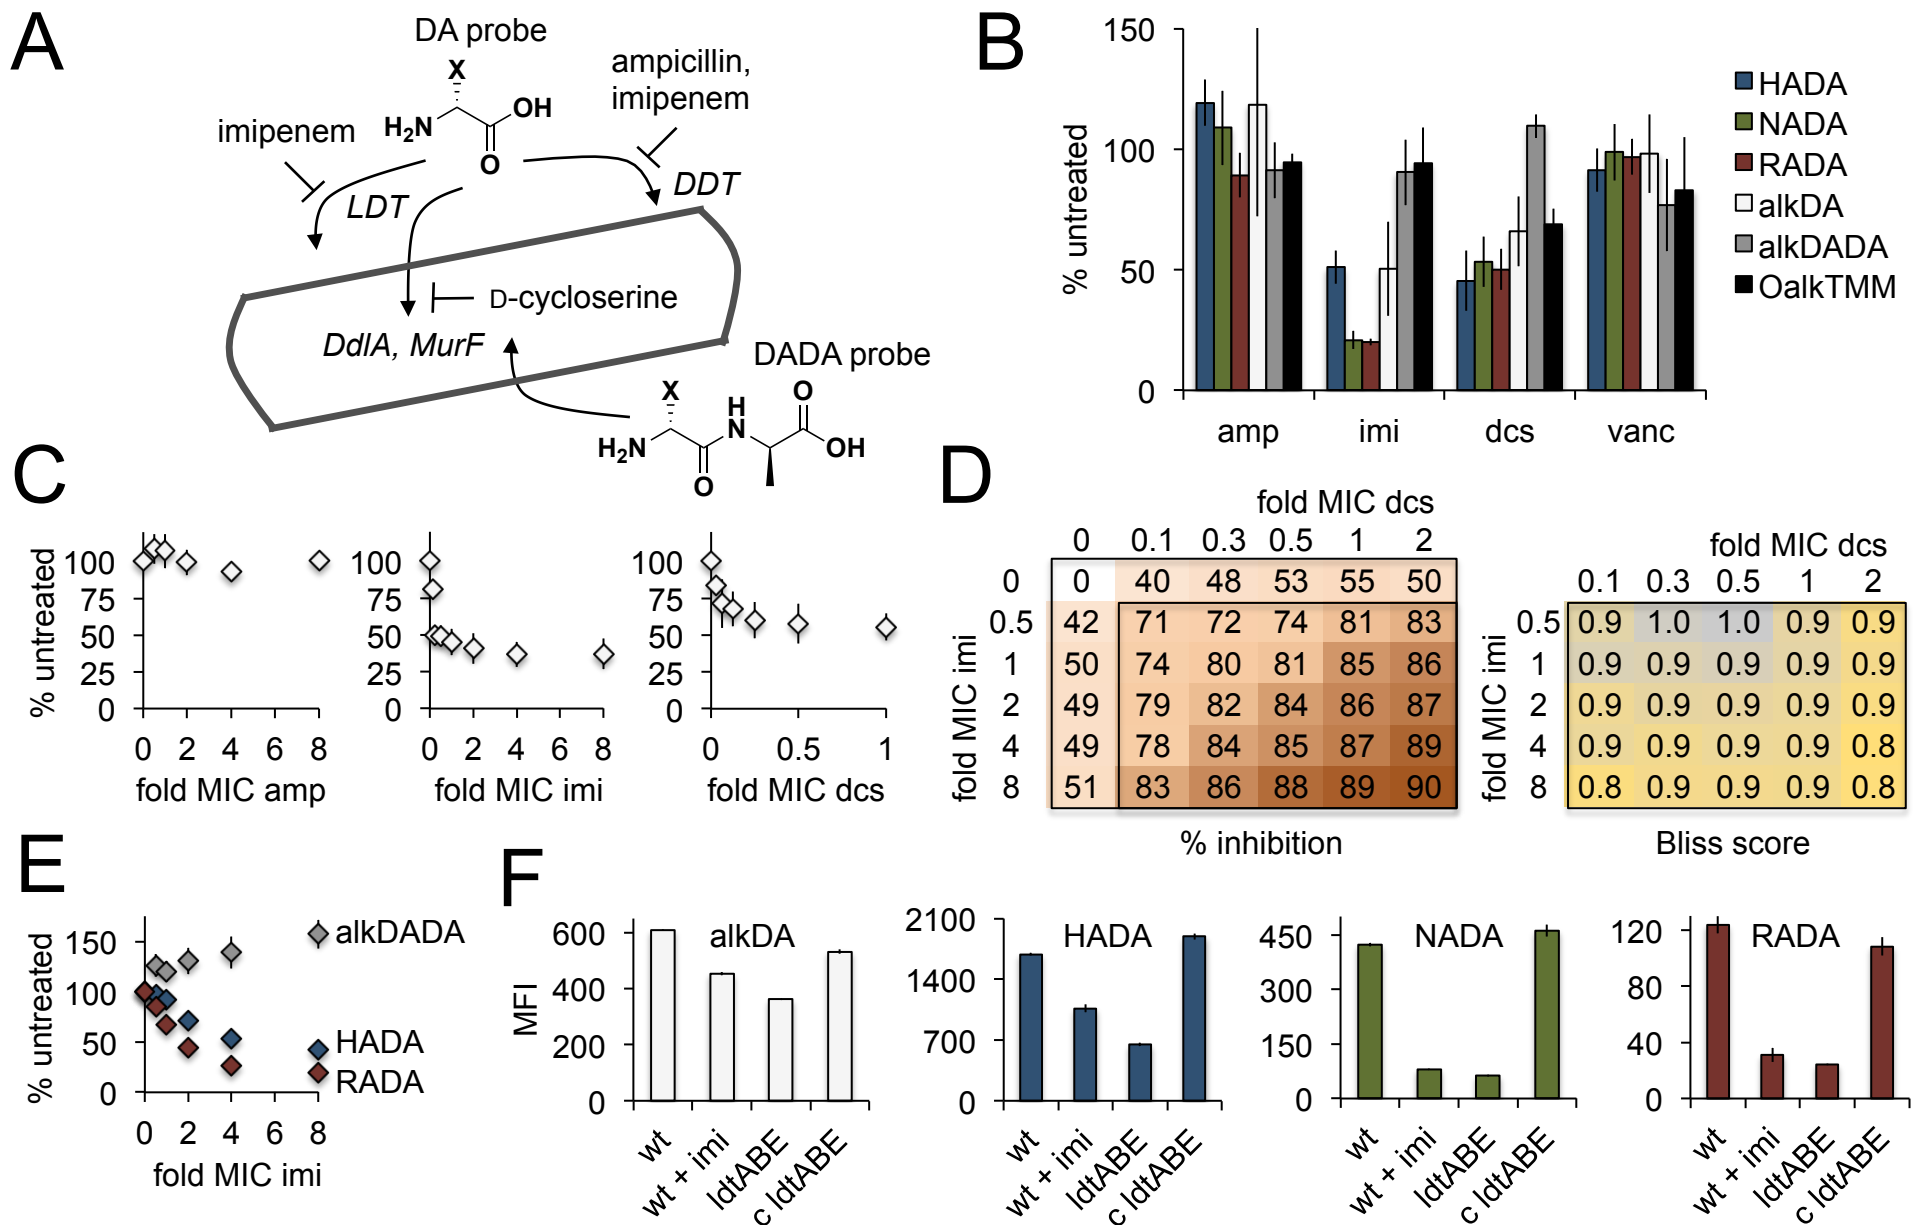 A
DA probe
X
H₂N
OH
O
ampicillin,
imipenem
imipenem
LDT
DDT
D-cycloserine
DdlA, MurF
DADA probe
X
H₂N
O
H
N
O
OH
B
% untreated
150
100
50
0
amp imi dcs vanc
HADA
NADA
RADA
alkDA
alkDADA
OalkTMM
C
% untreated
100
75
50
25
0
0 2 4 6 8
fold MIC amp
100
75
50
25
0
0 2 4 6 8
fold MIC imi
100
75
50
25
0
0 0.5 1
fold MIC dcs
D
fold MIC dcs
0 0.1 0.3 0.5 1 2
fold MIC imi
0 0 40 48 53 55 50
0.5 42 71 72 74 81 83
1 50 74 80 81 85 86
2 49 79 82 84 86 87
4 49 78 84 85 87 89
8 51 83 86 88 89 90
% inhibition
fold MIC dcs
0.1 0.3 0.5 1 2
fold MIC imi
0.5 0.9 1.0 1.0 0.9 0.9
1 0.9 0.9 0.9 0.9 0.9
2 0.9 0.9 0.9 0.9 0.9
4 0.9 0.9 0.9 0.9 0.8
8 0.8 0.9 0.9 0.9 0.8
Bliss score
E
% untreated
150
100
50
0
0 2 4 6 8
fold MIC imi
alkDADA
HADA
RADA
F
MFI
600
400
200
0
alkDA
wt
wt + imi
ldtABE
c ldtABE
2100
1400
700
0
HADA
wt
wt + imi
ldtABE
c ldtABE
450
300
150
0
NADA
wt
wt + imi
ldtABE
c ldtABE
120
80
40
0
RADA
wt
wt + imi
ldtABE
c ldtABE